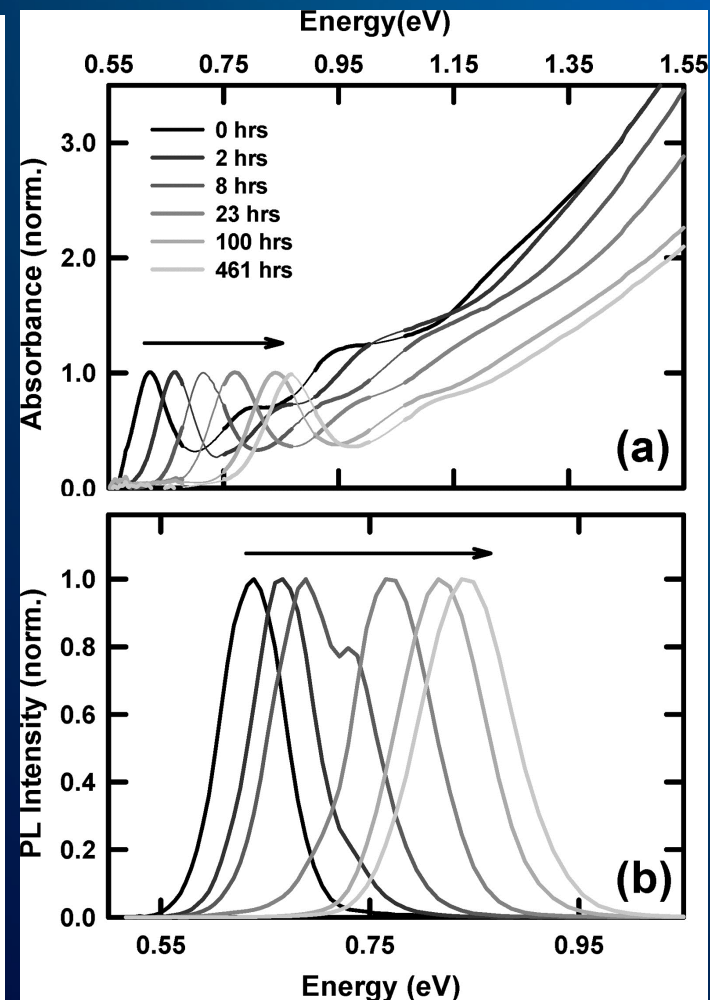 Energy(eV)
0.55 0.75 0.95 1.15 1.35 1.55
Absorbance (norm.)
3.0
2.0
1.0
0.0
0 hrs
2 hrs
8 hrs
23 hrs
100 hrs
461 hrs
(a)
PL Intensity (norm.)
1.0
0.8
0.6
0.4
0.2
0.0
(b)
0.55 0.75 0.95
Energy (eV)